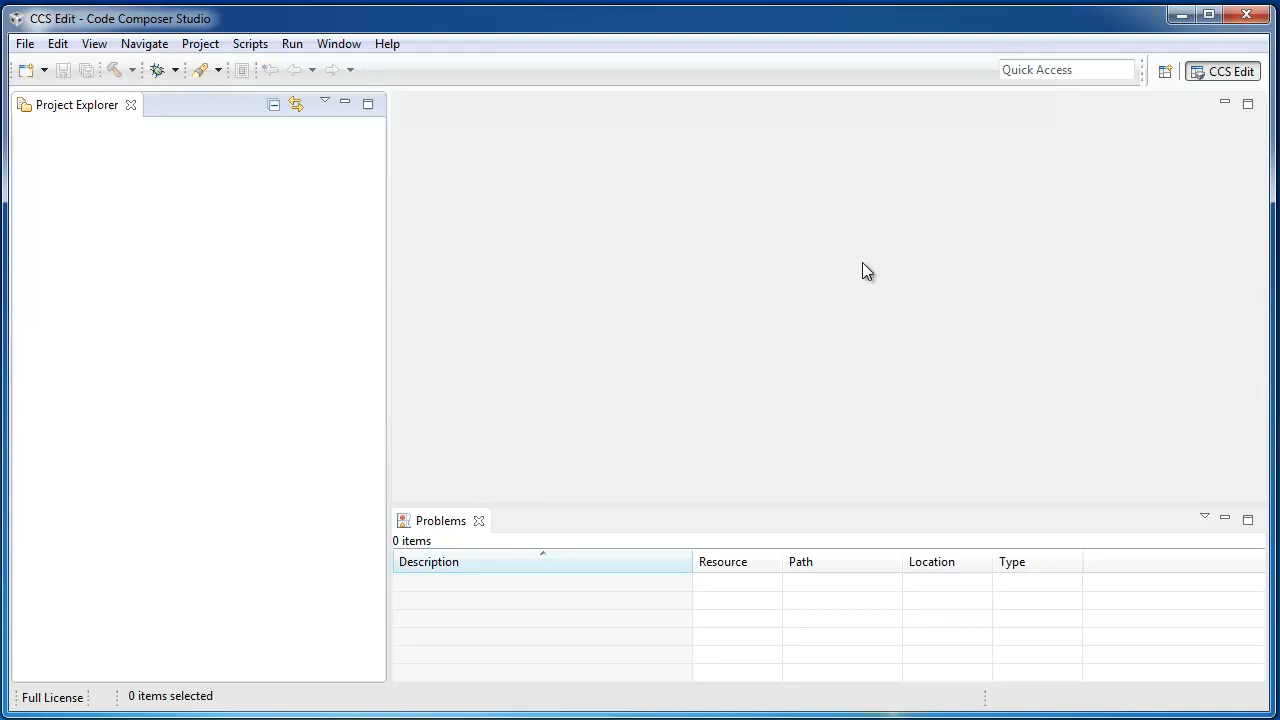 CCS Edit - Code Composer Studio
File Edit View Navigate Project Scripts Run Window Help
Quick Access
CCS Edit
Project Explorer
Problems
0 items
Description Resource Path Location Type
Full License
0 items selected